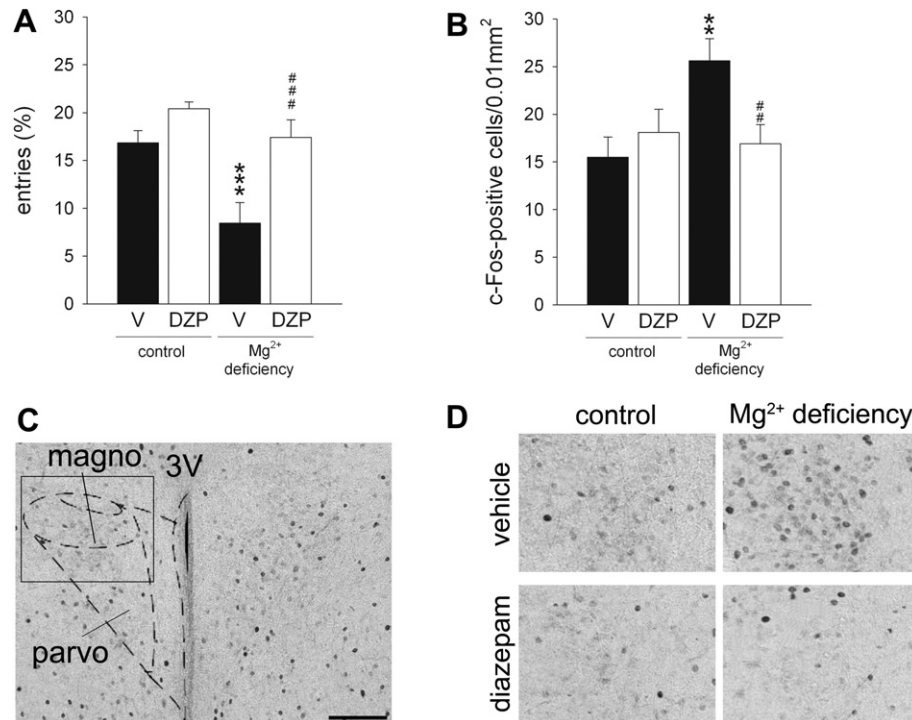 A
entries (%)
30
25
20
15
10
5
0
***
###
V DZP V DZP
control
Mg²⁺
deficiency
B
c-Fos-positive cells/0.01mm²
30
25
20
15
10
5
0
**
##
V DZP V DZP
control
Mg²⁺
deficiency
C
magno
3V
parvo
D
control Mg²⁺ deficiency
vehicle
diazepam